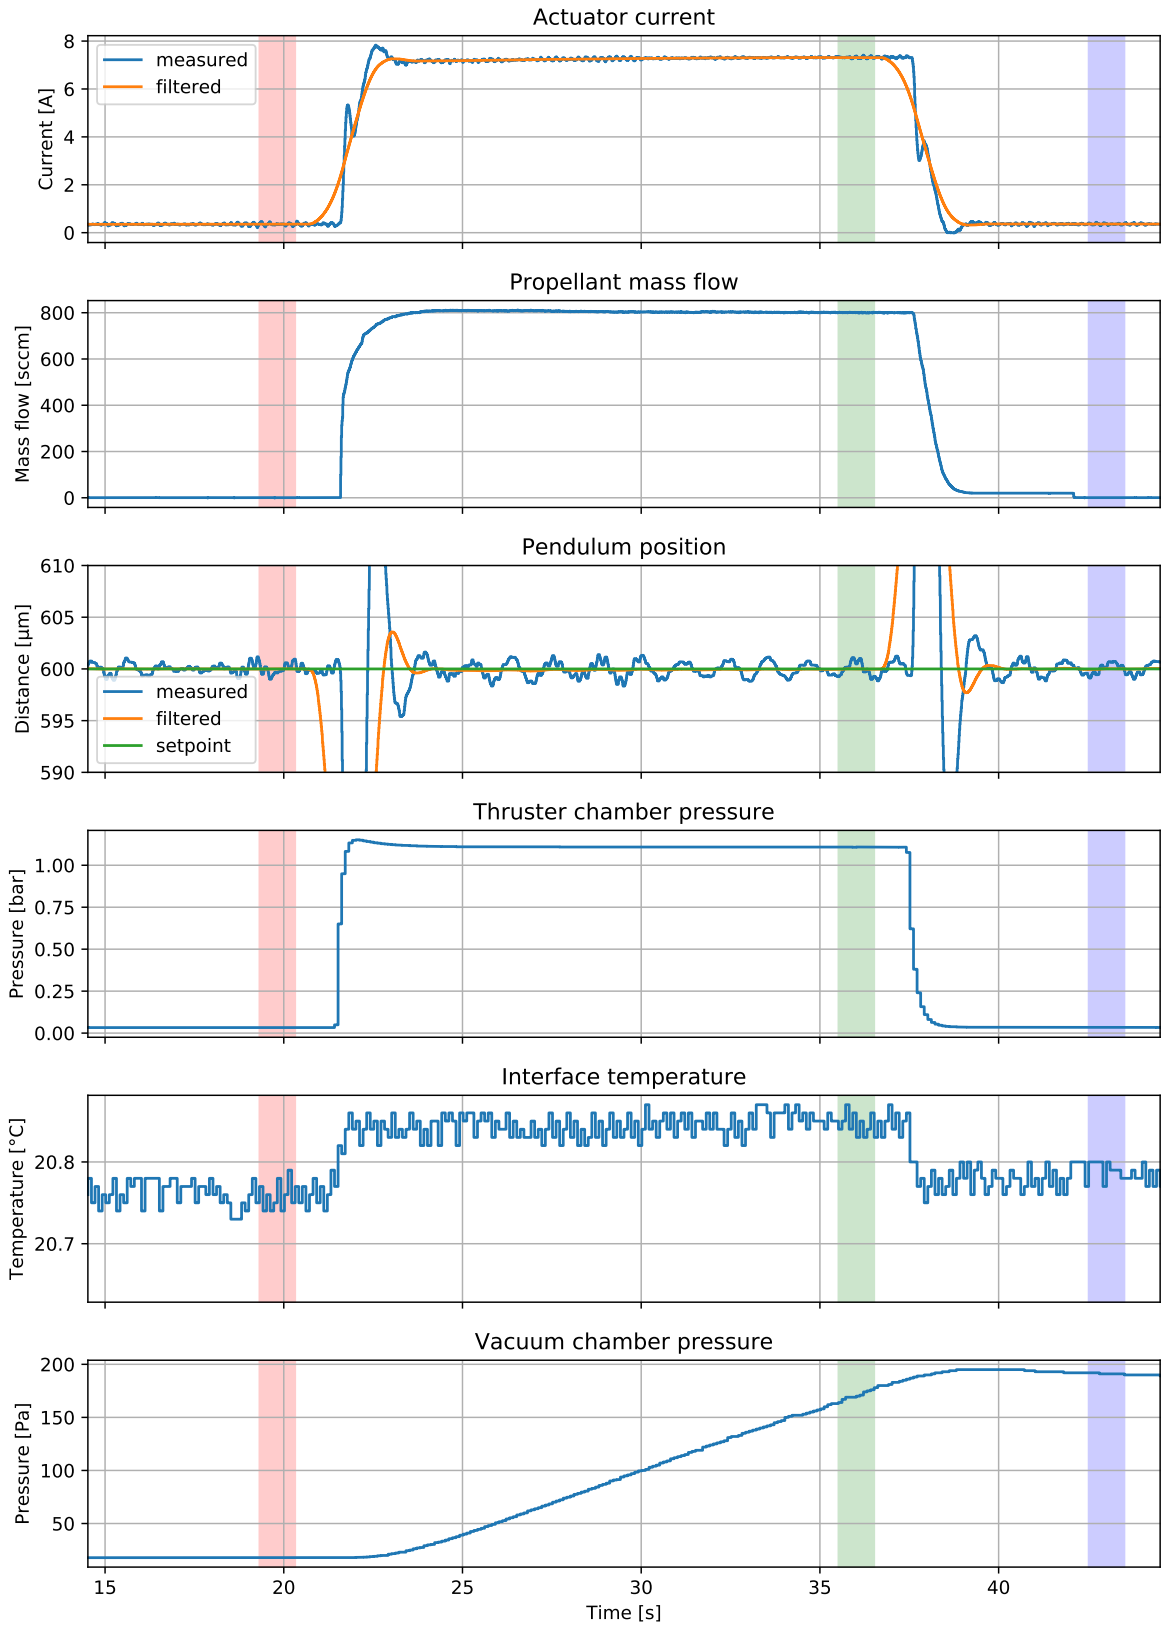 Actuator current
8
6
4
2
0
Current [A]
measured
filtered
Propellant mass flow
800
600
400
200
0
Mass flow [sccm]
Pendulum position
610
605
600
595
590
Distance [µm]
measured
filtered
setpoint
Thruster chamber pressure
1.00
0.75
0.50
0.25
0.00
Pressure [bar]
Interface temperature
20.8
20.7
Temperature [°C]
Vacuum chamber pressure
200
150
100
50
Pressure [Pa]
15 20 25 30 35 40
Time [s]